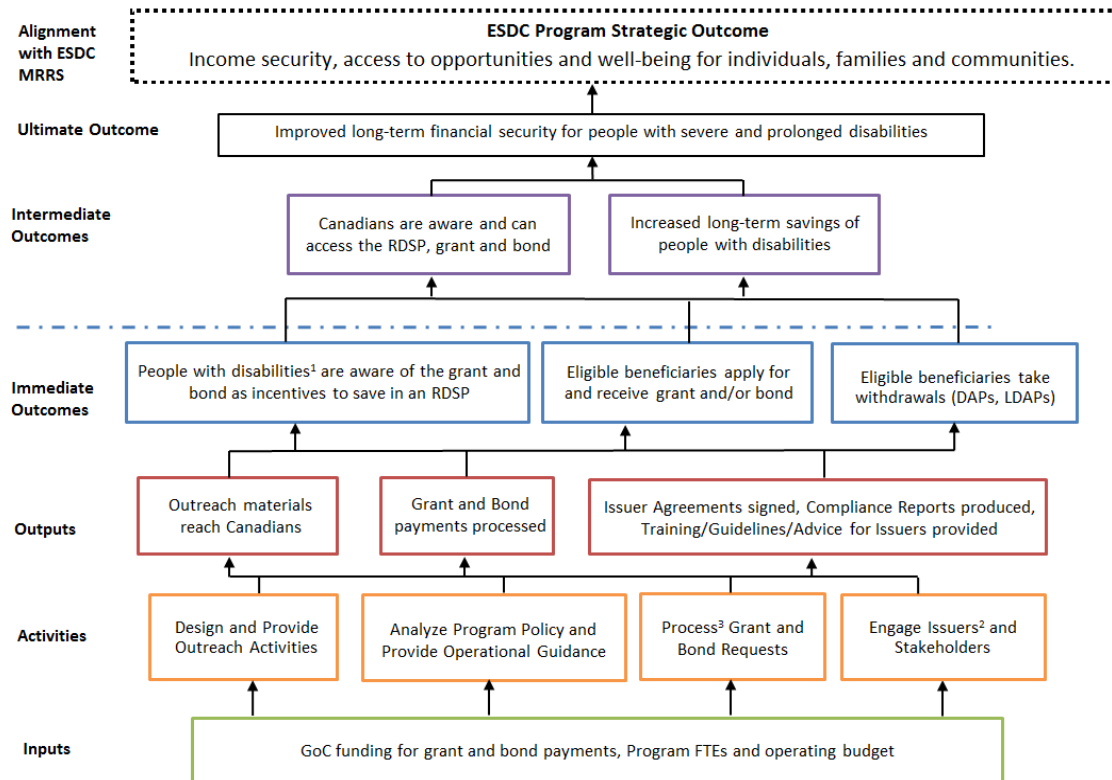 Alignment
with ESDC
MRRS
ESDC Program Strategic Outcome
Income security, access to opportunities and well-being for individuals, families and communities.
Ultimate Outcome
Improved long-term financial security for people with severe and prolonged disabilities
Intermediate
Outcomes
Canadians are aware and can
access the RDSP, grant and bond
Increased long-term savings of
people with disabilities
Immediate
Outcomes
People with disabilities¹ are aware of the grant and
bond as incentives to save in an RDSP
Eligible beneficiaries apply for
and receive grant and/or bond
Eligible beneficiaries take
withdrawals (DAPs, LDAPs)
Outputs
Outreach materials
reach Canadians
Grant and Bond
payments processed
Issuer Agreements signed, Compliance Reports produced,
Training/Guidelines/Advice for Issuers provided
Activities
Design and Provide
Outreach Activities
Analyze Program Policy and
Provide Operational Guidance
Process³ Grant and
Bond Requests
Engage Issuers² and
Stakeholders
Inputs
GoC funding for grant and bond payments, Program FTEs and operating budget